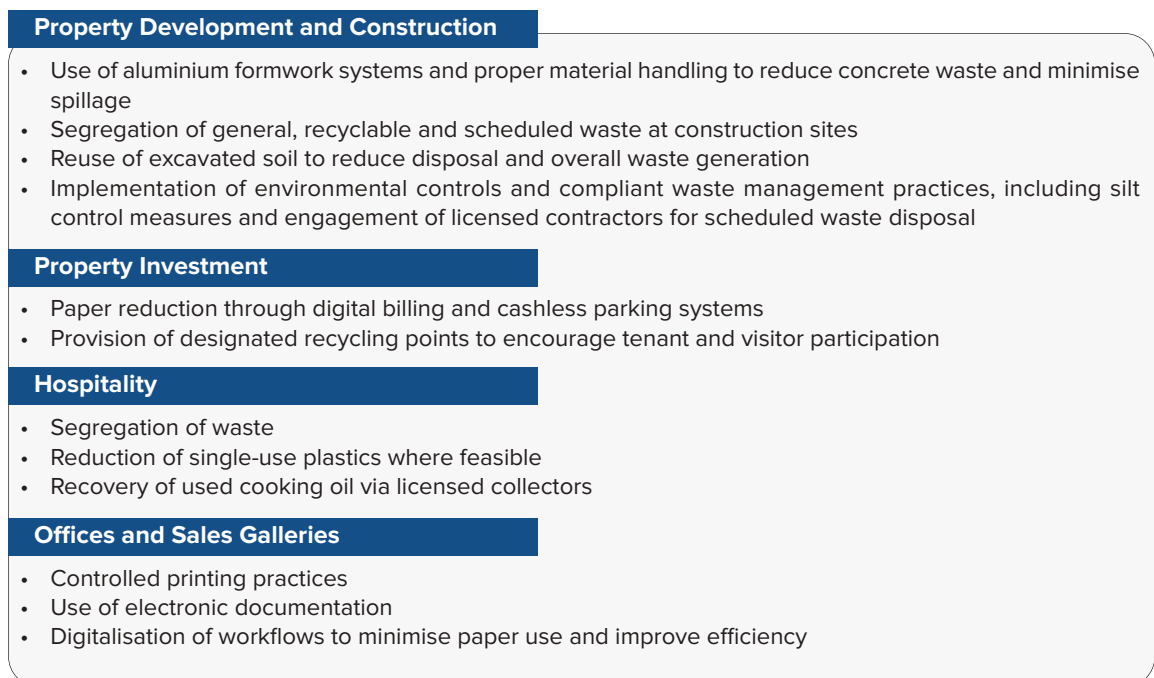 Property Development and Construction
• Use of aluminium formwork systems and proper material handling to reduce concrete waste and minimise
spillage
• Segregation of general, recyclable and scheduled waste at construction sites
• Reuse of excavated soil to reduce disposal and overall waste generation
• Implementation of environmental controls and compliant waste management practices, including silt
control measures and engagement of licensed contractors for scheduled waste disposal
Property Investment
• Paper reduction through digital billing and cashless parking systems
• Provision of designated recycling points to encourage tenant and visitor participation
Hospitality
• Segregation of waste
• Reduction of single-use plastics where feasible
• Recovery of used cooking oil via licensed collectors
Offices and Sales Galleries
• Controlled printing practices
• Use of electronic documentation
• Digitalisation of workflows to minimise paper use and improve efficiency